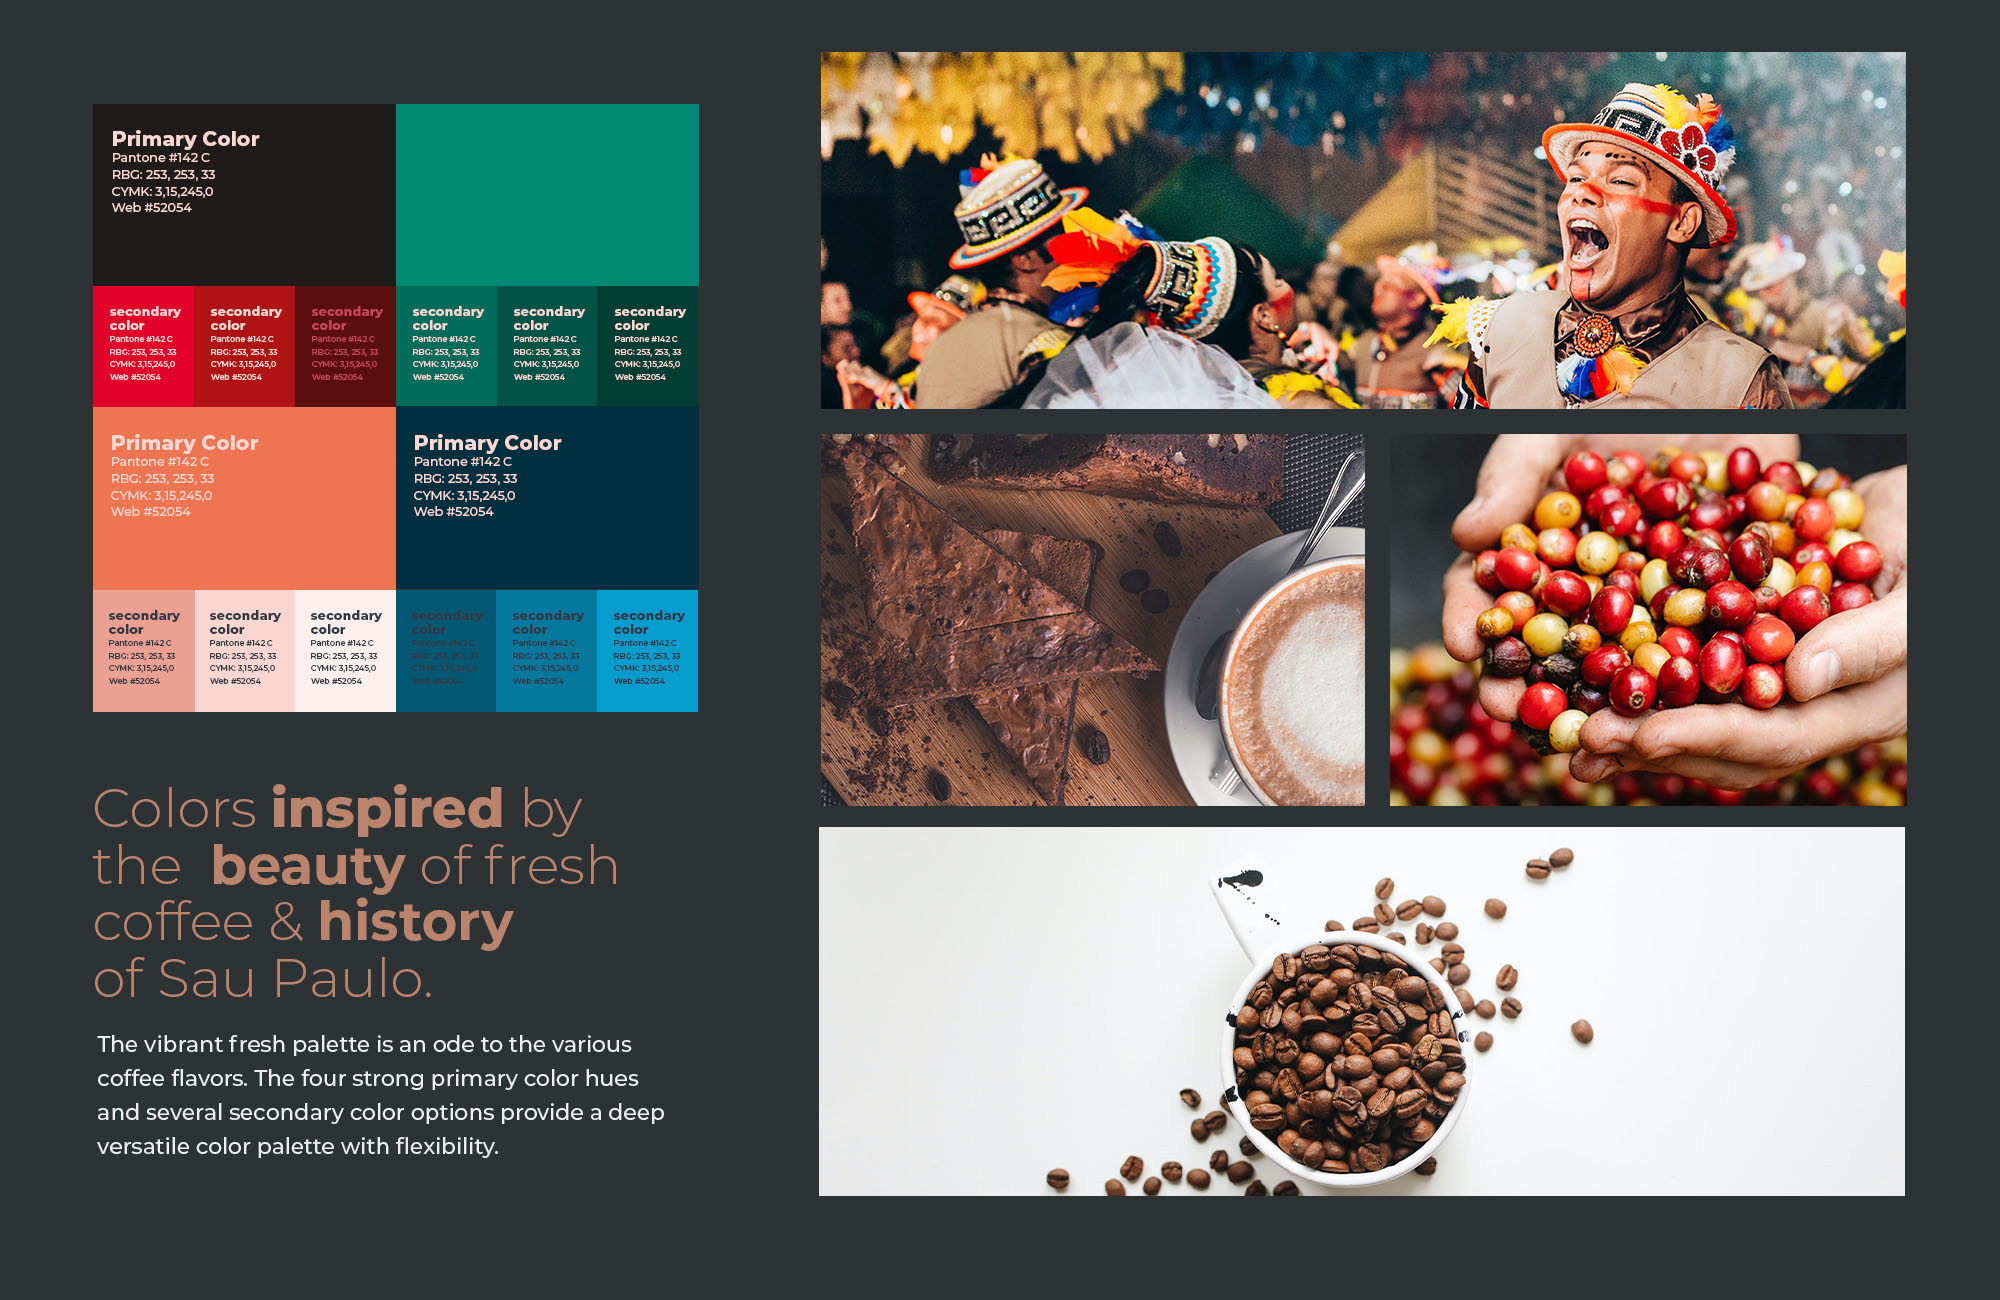 Primary Color
Pantone #142 C
RBG: 253, 253, 33
CYMK: 3,15,245,0
Web #52054
secondary
color
Pantone #142 C
RBG: 253, 253, 33
CYMK: 3,15,245,0
Web #52054
secondary
color
Pantone #142 C
RBG: 253, 253, 33
CYMK: 3,15,245,0
Web #52054
secondary
color
Pantone #142 C
RBG: 253, 253, 33
CYMK: 3,15,245,0
Web #52054
secondary
color
Pantone #142 C
RBG: 253, 253, 33
CYMK: 3,15,245,0
Web #52054
secondary
color
Pantone #142 C
RBG: 253, 253, 33
CYMK: 3,15,245,0
Web #52054
secondary
color
Pantone #142 C
RBG: 253, 253, 33
CYMK: 3,15,245,0
Web #52054
Primary Color
Pantone #142 C
RBG: 253, 253, 33
CYMK: 3,15,245,0
Web #52054
Primary Color
Pantone #142 C
RBG: 253, 253, 33
CYMK: 3,15,245,0
Web #52054
secondary
color
Pantone #142 C
RBG: 253, 253, 33
CYMK: 3,15,245,0
Web #52054
secondary
color
Pantone #142 C
RBG: 253, 253, 33
CYMK: 3,15,245,0
Web #52054
secondary
color
Pantone #142 C
RBG: 253, 253, 33
CYMK: 3,15,245,0
Web #52054
secondary
color
Pantone #142 C
RBG: 253, 253, 33
CYMK: 3,15,245,0
Web #52054
secondary
color
Pantone #142 C
RBG: 253, 253, 33
CYMK: 3,15,245,0
Web #52054
secondary
color
Pantone #142 C
RBG: 253, 253, 33
CYMK: 3,15,245,0
Web #52054
Colors inspired by
the beauty of fresh
coffee & history
of Sau Paulo.
The vibrant fresh palette is an ode to the various
coffee flavors. The four strong primary color hues
and several secondary color options provide a deep
versatile color palette with flexibility.